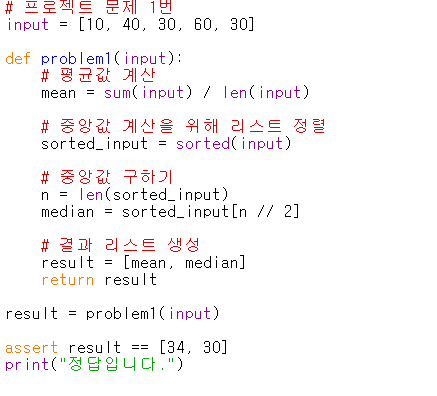 # 프로젝트 문제 1번
input = [10, 40, 30, 60, 30]
def problem1(input):
# 평균값 계산
mean = sum(input) / len(input)
# 중앙값 계산을 위해 리스트 정렬
sorted_input = sorted(input)
# 중앙값 구하기
n = len(sorted_input)
median = sorted_input[n // 2]
# 결과 리스트 생성
result = [mean, median]
return result
result = problem1(input)
assert result == [34, 30]
print("정답입니다.")